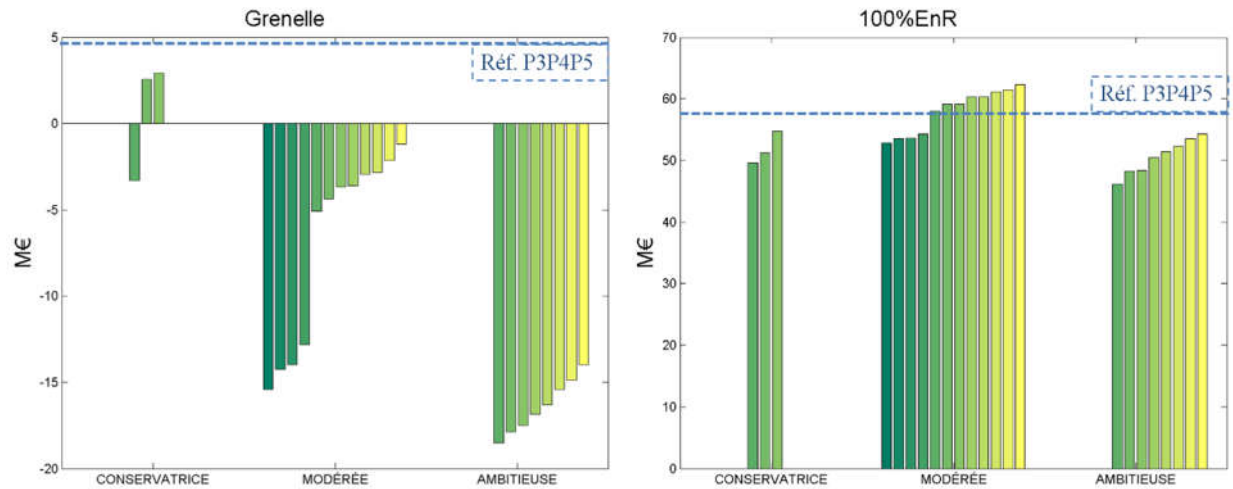 Grenelle
5
0
-5
-10
-15
-20
M€
Réf. P3P4P5
CONSERVATRICE
MODÉRÉE
AMBITIEUSE
100%EnR
70
60
50
40
30
20
10
0
M€
Réf. P3P4P5
CONSERVATRICE
MODÉRÉE
AMBITIEUSE